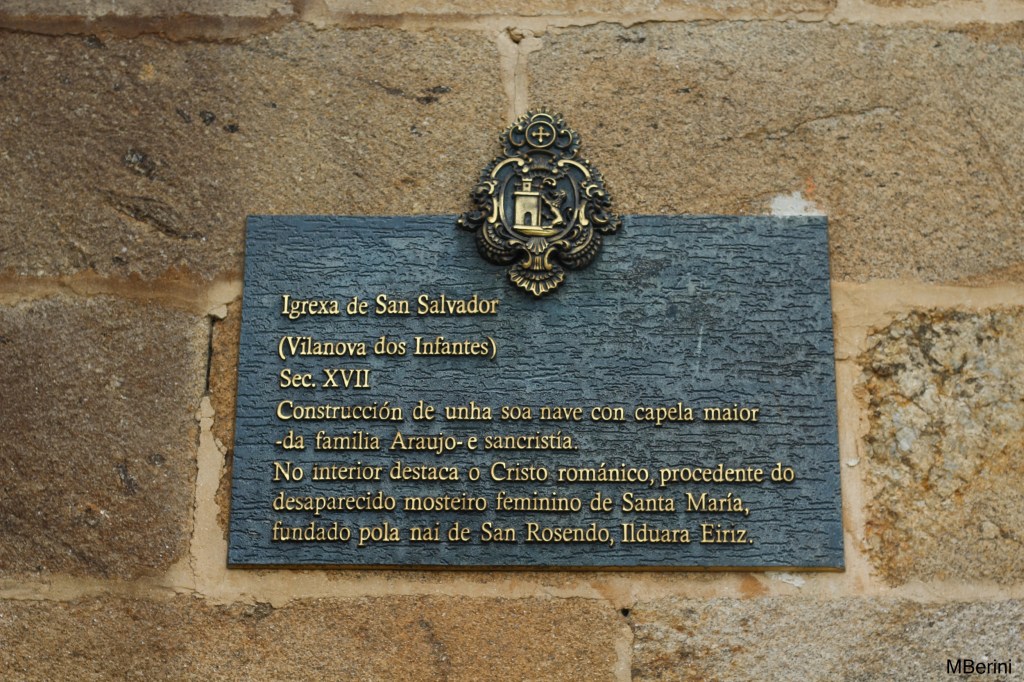 Igrexa de San Salvador
(Vilanova dos Infantes)
Sec. XVII
Construcción de unha soa nave con capela maior
-da familia Araujo- e sancristía.
No interior destaca o Cristo románico, procedente do
desaparecido mosteiro feminino de Santa María,
fundado pola nai de San Rosendo, Ilduara Eiriz.
MBerini